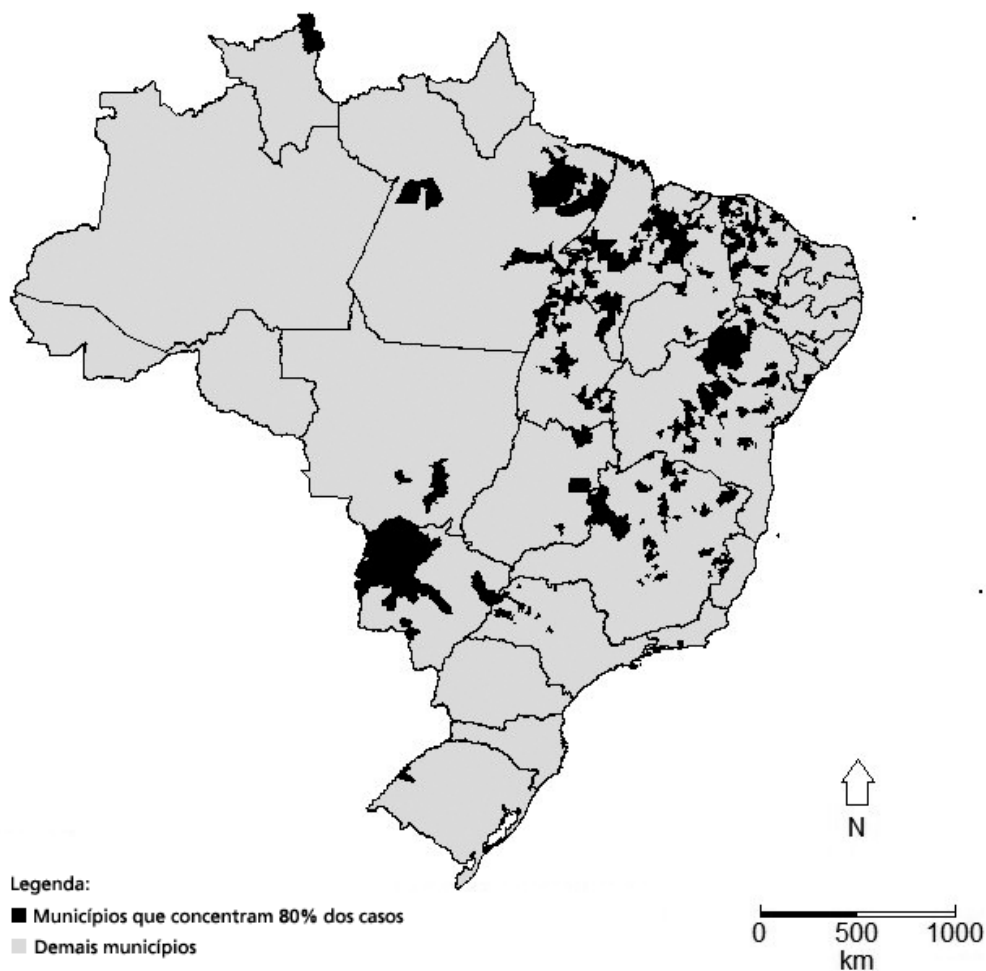 N
Legenda:
Municípios que concentram 80% dos casos
Demais municípios
0 500 1000
km